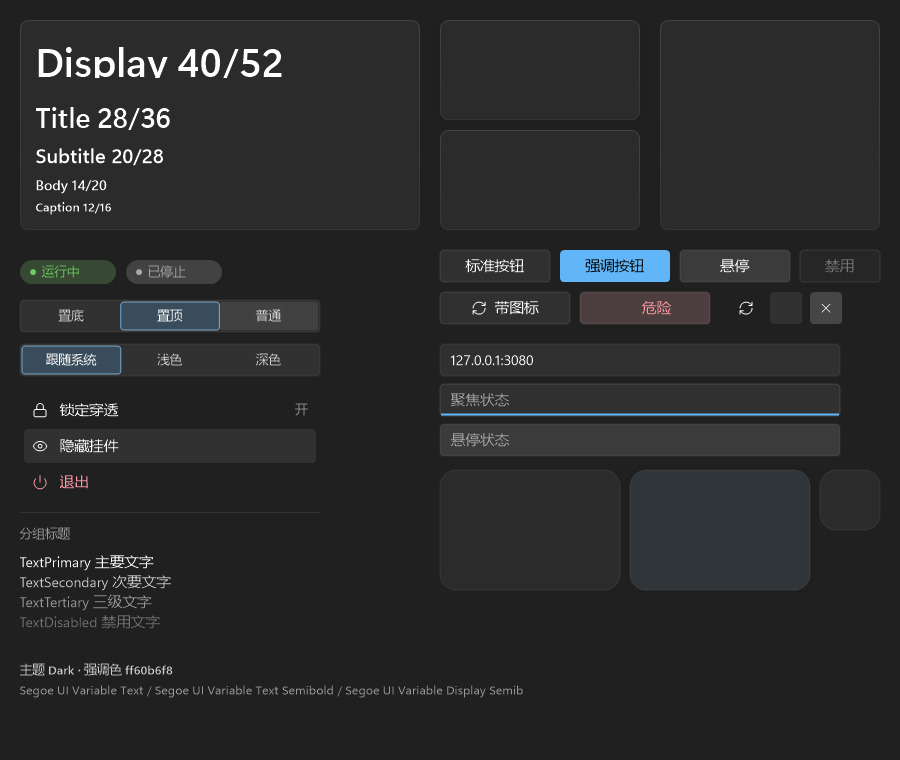 Display 40/52
Title 28/36
Subtitle 20/28
Body 14/20
Caption 12/16
运行中
已停止
置底
置顶
普通
跟随系统
浅色
深色
锁定穿透
开
隐藏挂件
退出
分组标题
TextPrimary 主要文字
TextSecondary 次要文字
TextTertiary 三级文字
TextDisabled 禁用文字
标准按钮
强调按钮
悬停
禁用
带图标
危险
127.0.0.1:3080
聚焦状态
悬停状态
主题 Dark · 强调色 ff60b6f8
Segoe UI Variable Text / Segoe UI Variable Text Semibold / Segoe UI Variable Display Semib